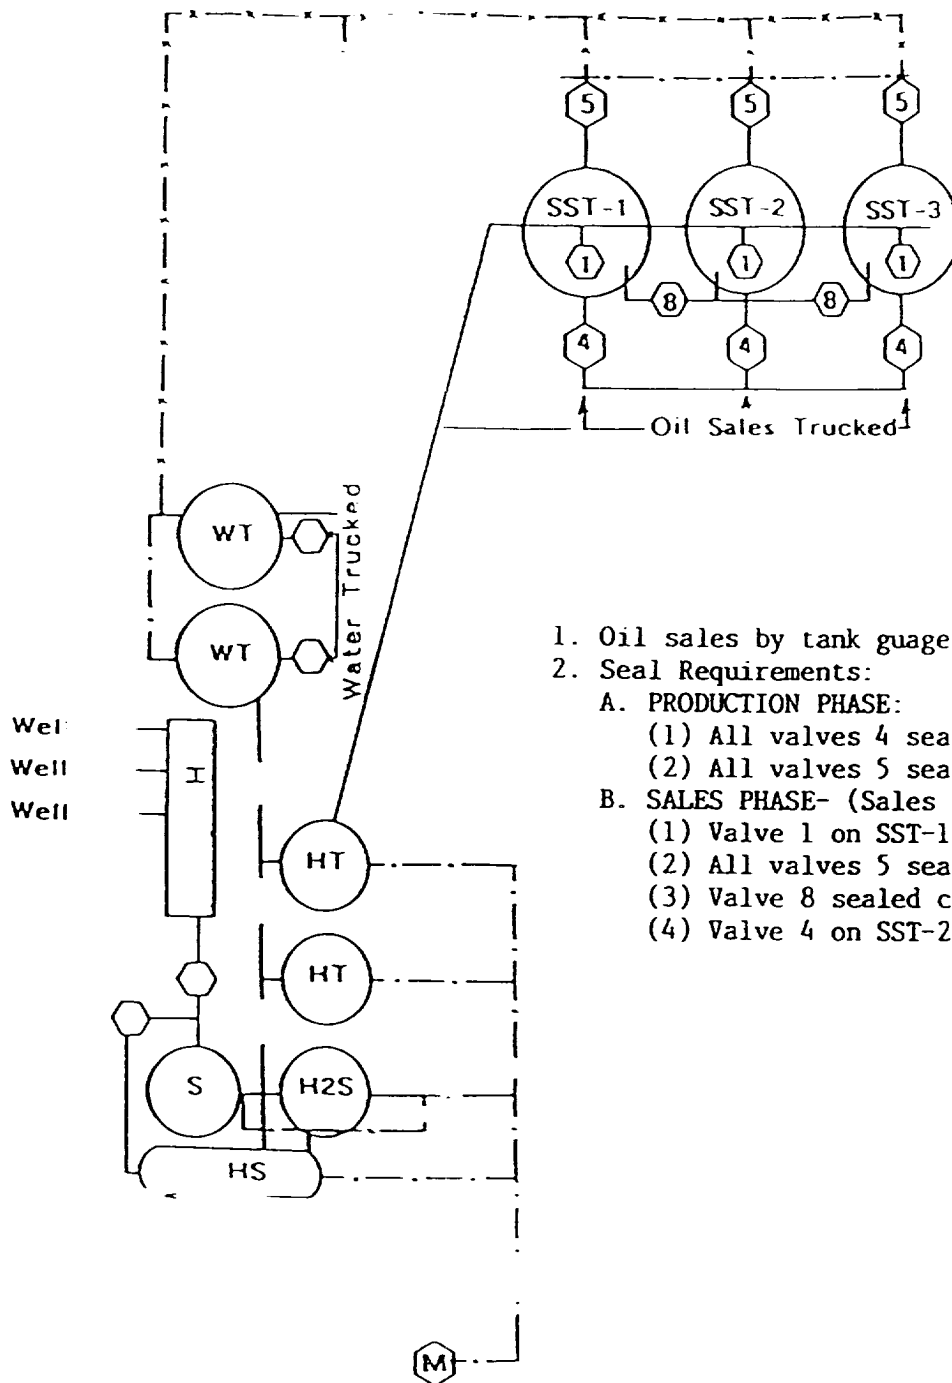 5 5 5
SST-1 SST-2 SST-3
1 1 1
8 8
4 4 4
Oil Sales Trucked
WT
Water Trucked
WT
1. Oil sales by tank guage
2. Seal Requirements:
A. PRODUCTION PHASE:
(1) All valves 4 sea
(2) All valves 5 sea
B. SALES PHASE- (Sales
(1) Valve 1 on SST-1
(2) All valves 5 sea
(3) Valve 8 sealed c
(4) Valve 4 on SST-2
Wel
Well
Well
H
HT
HT
S
H2S
HS
M